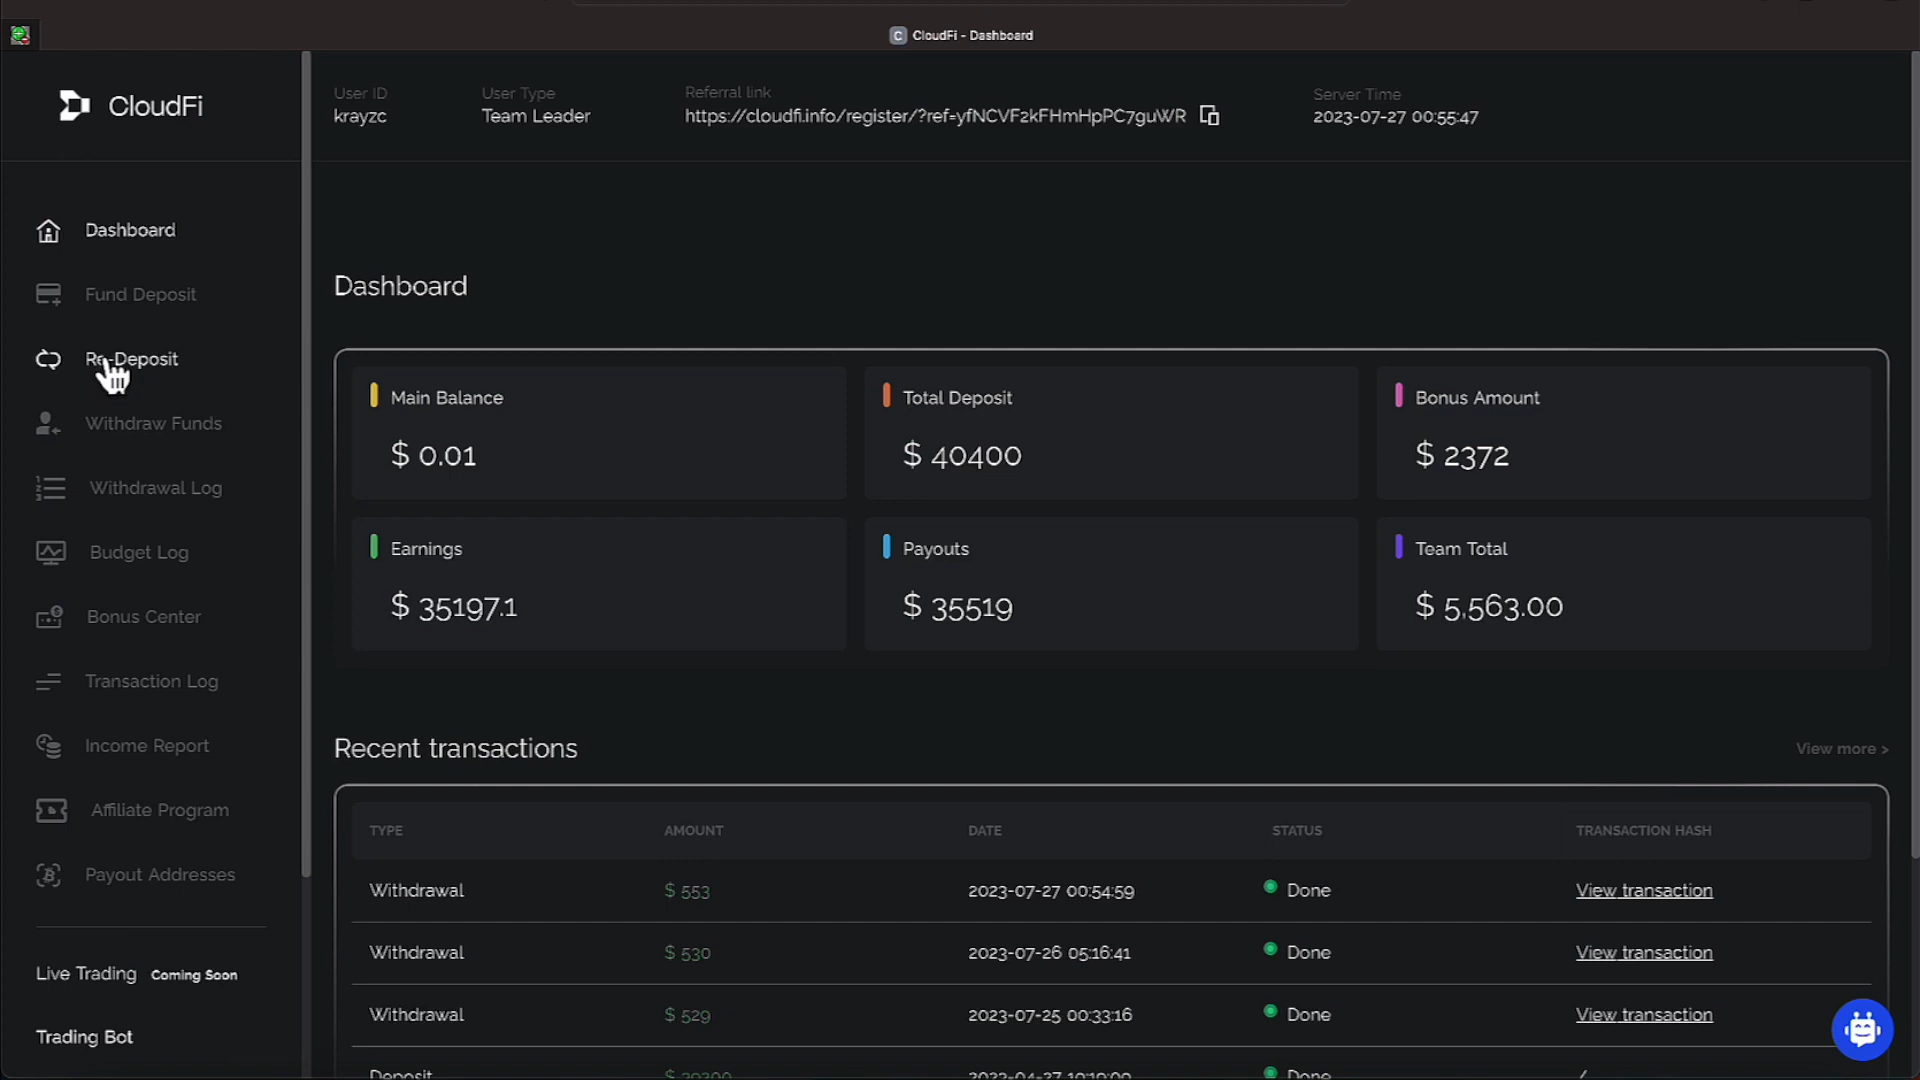 CloudFi - Dashboard
CloudFi
User ID
krayzc
User Type
Team Leader
Referral link
https://cloudfi.info/register/?ref=yfNCVF2kFHmHpPC7guWR
Server Time
2023-07-27 00:55:47
Dashboard
Fund Deposit
Re-Deposit
Withdraw Funds
Withdrawal Log
Budget Log
Bonus Center
Transaction Log
Income Report
Affiliate Program
Payout Addresses
Live Trading Coming Soon
Trading Bot
Dashboard
Main Balance
$ 0.01
Total Deposit
$ 40400
Bonus Amount
$ 2372
Earnings
$ 35197.1
Payouts
$ 35519
Team Total
$ 5,563.00
Recent transactions
View more >
TYPE AMOUNT DATE STATUS TRANSACTION HASH
Withdrawal $ 553 2023-07-27 00:54:59 Done View transaction
Withdrawal $ 530 2023-07-26 05:16:41 Done View transaction
Withdrawal $ 529 2023-07-25 00:33:16 Done View transaction
Deposit Done